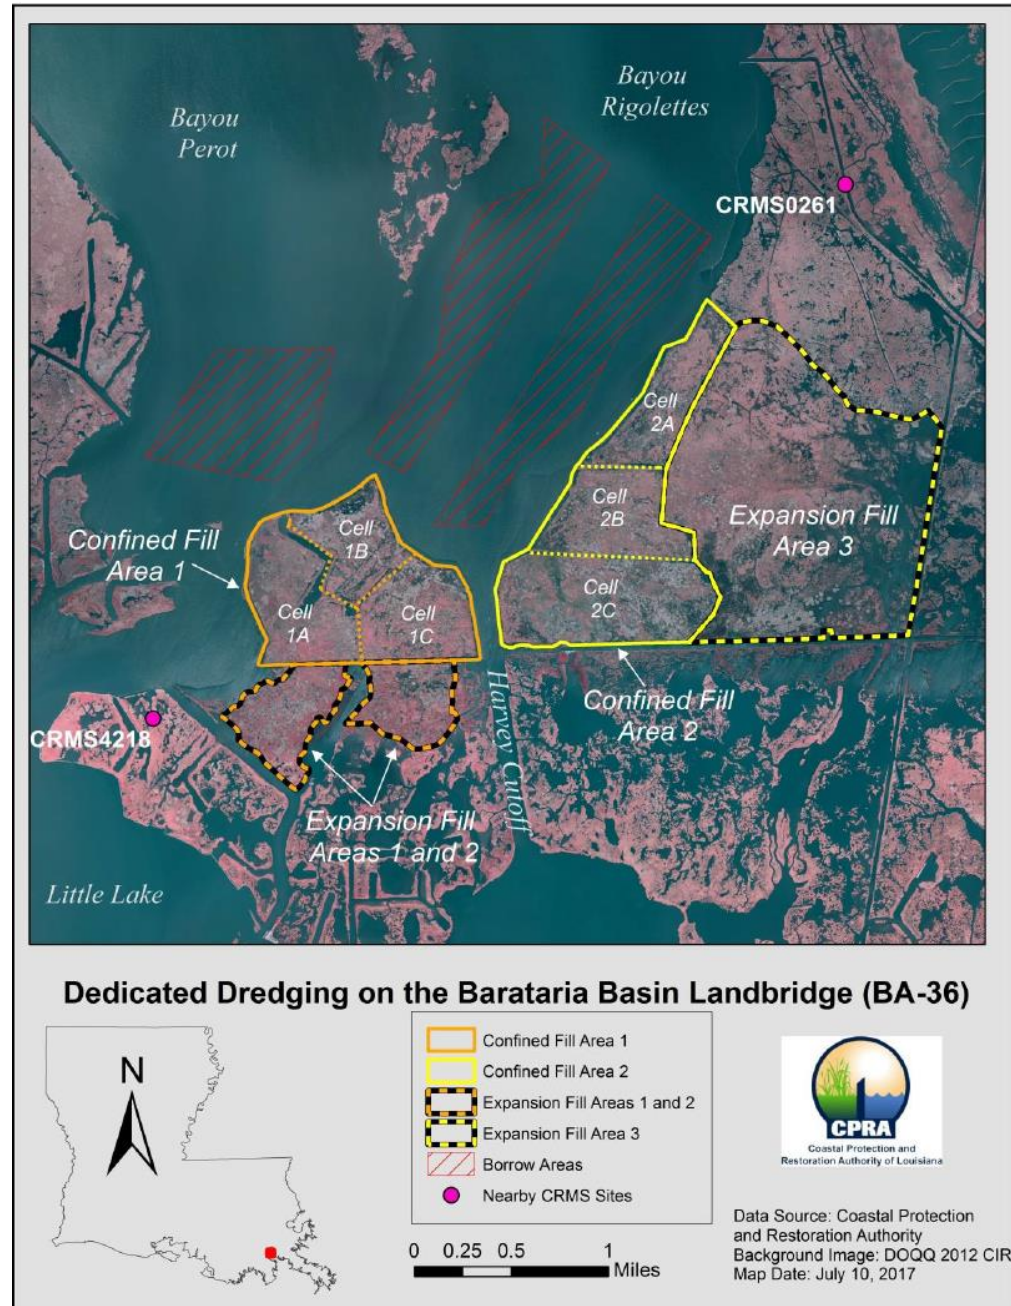 Bayou
Perot
Bayou
Rigolettes
CRMS0261
Cell
2A
Cell
2B
Expansion Fill
Area 3
Confined Fill
Area 1
Cell
1B
Cell
1A
Cell
1C
Cell
2C
Confined Fill
Area 2
Harvey Cutoff
CRMS4218
Expansion Fill
Areas 1 and 2
Little Lake
Dedicated Dredging on the Barataria Basin Landbridge (BA-36)
N
Confined Fill Area 1
Confined Fill Area 2
Expansion Fill Areas 1 and 2
Expansion Fill Area 3
Borrow Areas
Nearby CRMS Sites
0 0.25 0.5 1
Miles
CPRA
Coastal Protection and
Restoration Authority of Louisiana
Data Source: Coastal Protection
and Restoration Authority
Background Image: DOQQ 2012 CIR
Map Date: July 10, 2017